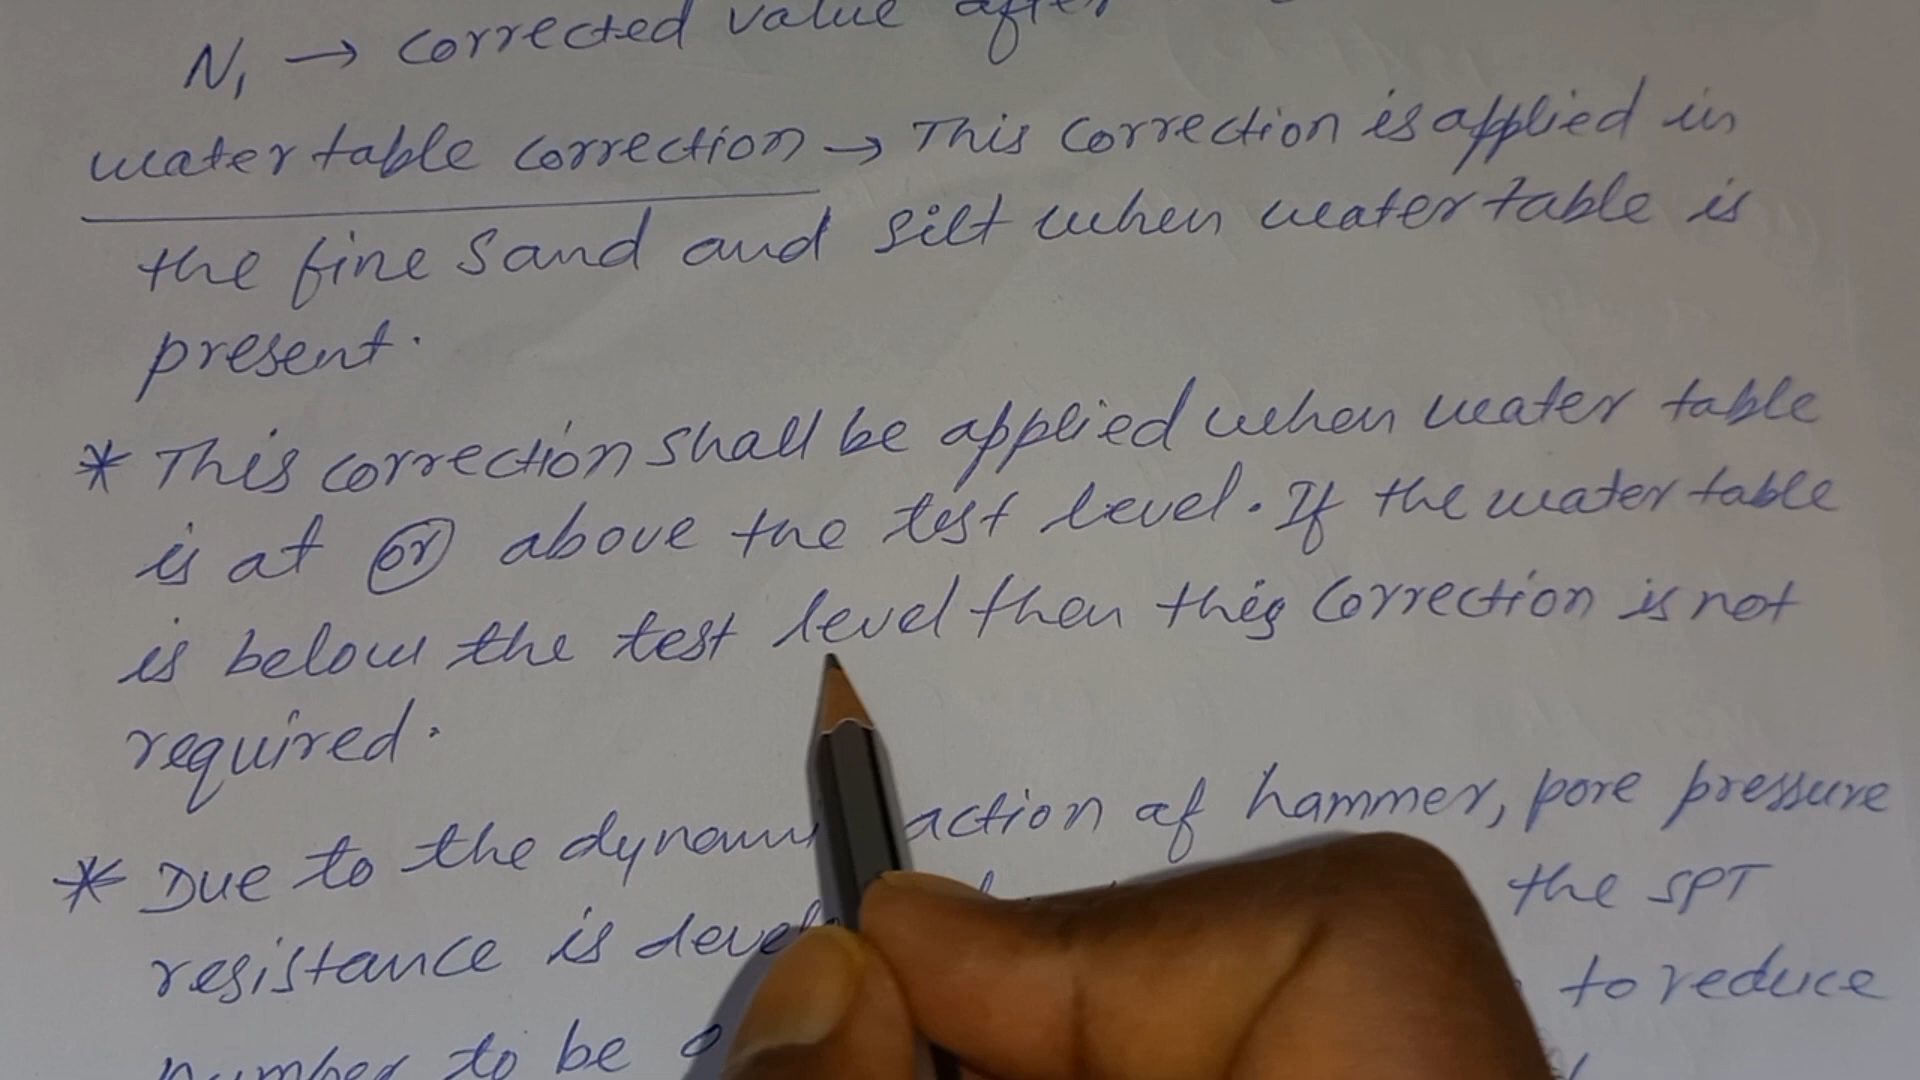 N₁ → corrected value after
water table correction → This correction is applied in
the fine sand and silt when water table is
present.
* This correction shall be applied when water table
is at or above the test level. If the water table
is below the test level then this correction is not
required.
* Due to the dynami action of hammer, pore pressure
resistance is deve the SPT
to reduce
number to be